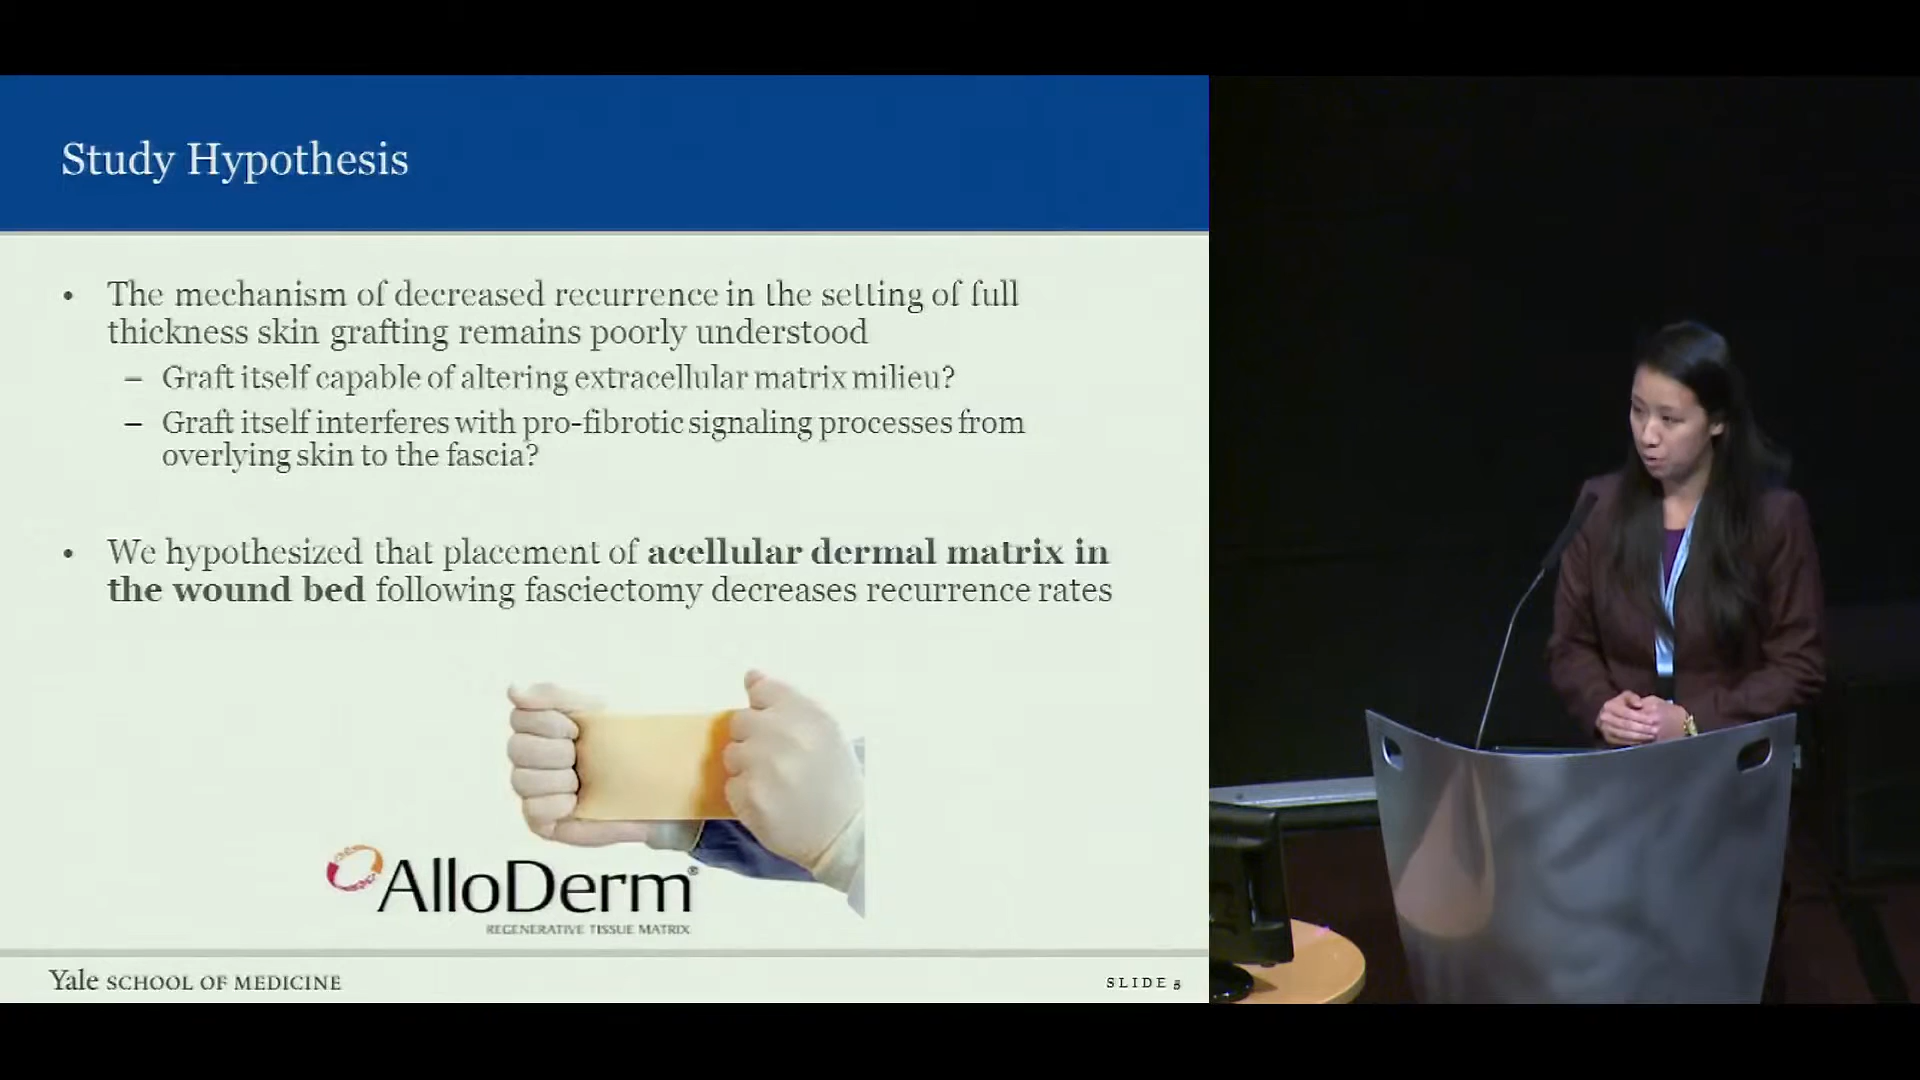 Study Hypothesis
• The mechanism of decreased recurrence in the setting of full
thickness skin grafting remains poorly understood
– Graft itself capable of altering extracellular matrix milieu?
– Graft itself interferes with pro-fibrotic signaling processes from
overlying skin to the fascia?
• We hypothesized that placement of acellular dermal matrix in
the wound bed following fasciectomy decreases recurrence rates
AlloDerm®
REGENERATIVE TISSUE MATRIX
Yale SCHOOL OF MEDICINE
SLIDE 5